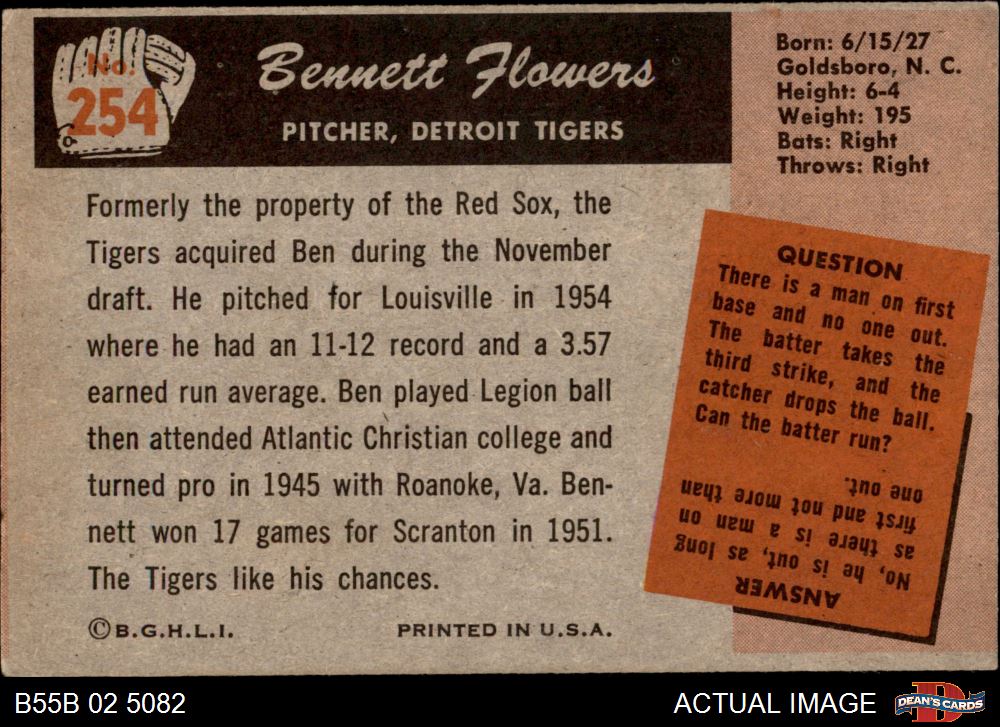 No.
254
Bennett Flowers
PITCHER, DETROIT TIGERS
Born: 6/15/27
Goldsboro, N. C.
Height: 6-4
Weight: 195
Bats: Right
Throws: Right
Formerly the property of the Red Sox, the
Tigers acquired Ben during the November
draft. He pitched for Louisville in 1954
where he had an 11-12 record and a 3.57
earned run average. Ben played Legion ball
then attended Atlantic Christian college and
turned pro in 1945 with Roanoke, Va. Ben-
nett won 17 games for Scranton in 1951.
The Tigers like his chances.
©B.G.H.L.I.
PRINTED IN U.S.A.
QUESTION
There is a man on first
base and no one out.
The batter takes the
third strike, and the
catcher drops the ball.
Can the batter run?
ANSWER
No, he is out, as long
as there is a man on
first and not more than
one out.
B55B 02 5082
ACTUAL IMAGE
DEAN'S CARDS